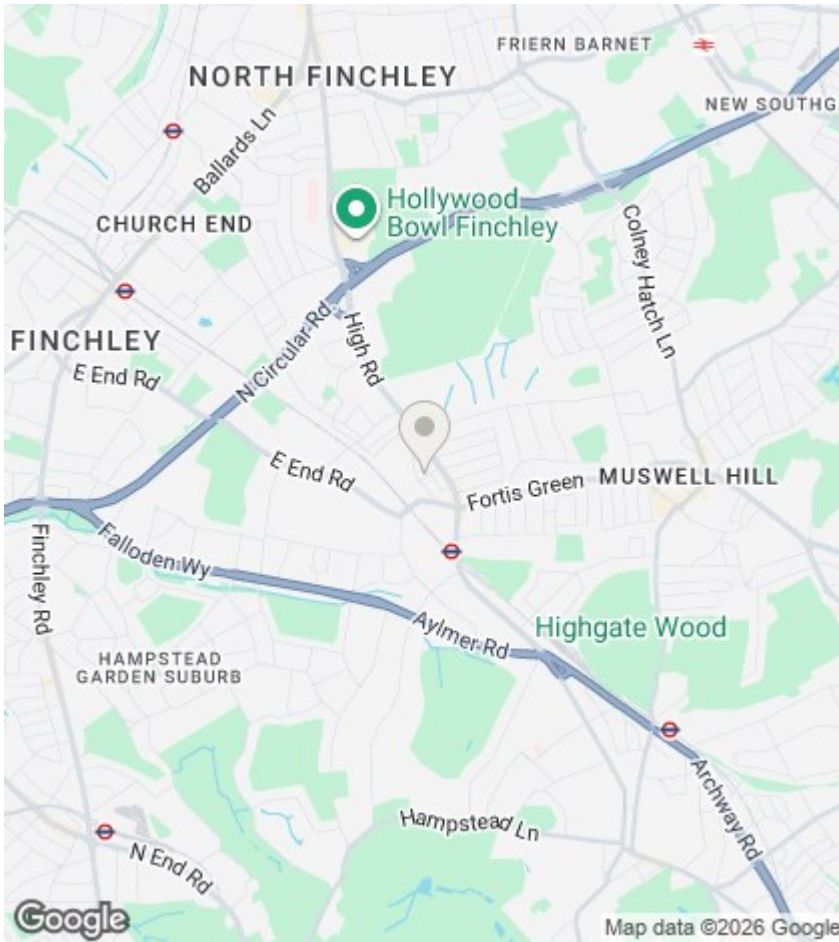 FRIERN BARNET
NORTH FINCHLEY
NEW SOUTHG
Ballards Ln
Hollywood
Bowl Finchley
CHURCH END
Colney Hatch Ln
FINCHLEY
N Circular Rd
High Rd
E End Rd
E End Rd
Fortis Green
MUSWELL HILL
Finchley Rd
Falloden Wy
Aylmer Rd
Highgate Wood
HAMPSTEAD
GARDEN SUBURB
Archway Rd
Hampstead Ln
N End Rd
Google
Map data ©2026 Google